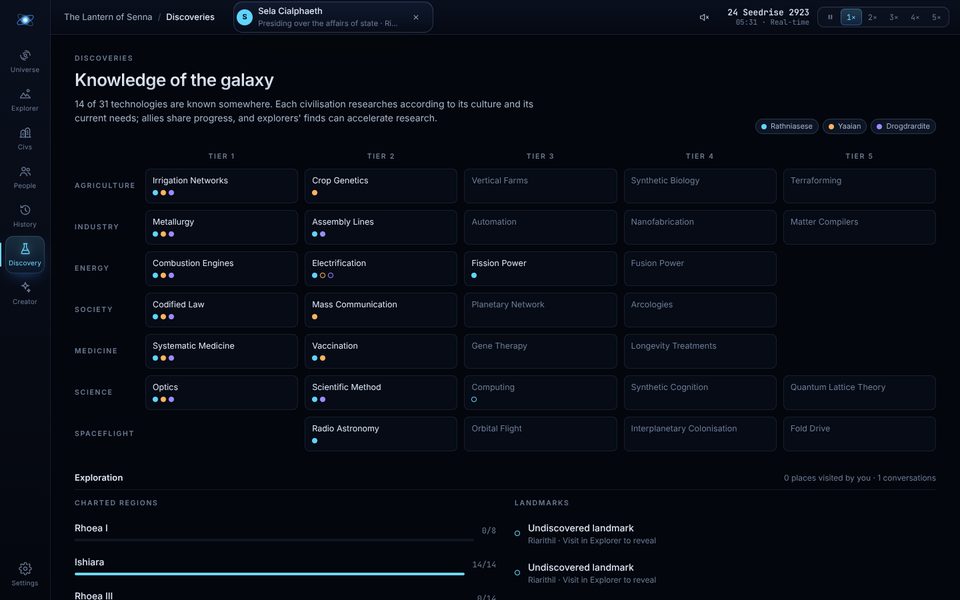 The Lantern of Senna / Discoveries
S
Sela Cialphaeth
Presiding over the affairs of state · Ri...
×
24 Seedrise 2923
05:31 · Real-time
1× 2× 3× 4× 5×
Universe
Explorer
Civs
People
History
Discovery
Creator
Settings
DISCOVERIES
Knowledge of the galaxy
14 of 31 technologies are known somewhere. Each civilisation researches according to its culture and its
current needs; allies share progress, and explorers' finds can accelerate research.
Rathniasese Yaaian Drogdrardite
TIER 1 TIER 2 TIER 3 TIER 4 TIER 5
AGRICULTURE Irrigation Networks Crop Genetics Vertical Farms Synthetic Biology Terraforming
INDUSTRY Metallurgy Assembly Lines Automation Nanofabrication Matter Compilers
ENERGY Combustion Engines Electrification Fission Power Fusion Power
SOCIETY Codified Law Mass Communication Planetary Network Arcologies
MEDICINE Systematic Medicine Vaccination Gene Therapy Longevity Treatments
SCIENCE Optics Scientific Method Computing Synthetic Cognition Quantum Lattice Theory
SPACEFLIGHT Radio Astronomy Orbital Flight Interplanetary Colonisation Fold Drive
Exploration
0 places visited by you · 1 conversations
CHARTED REGIONS
Rhoea I 0/8
Ishiara 14/14
Rhoea III 0/14
LANDMARKS
Undiscovered landmark
Riarithil · Visit in Explorer to reveal
Undiscovered landmark
Riarithil · Visit in Explorer to reveal